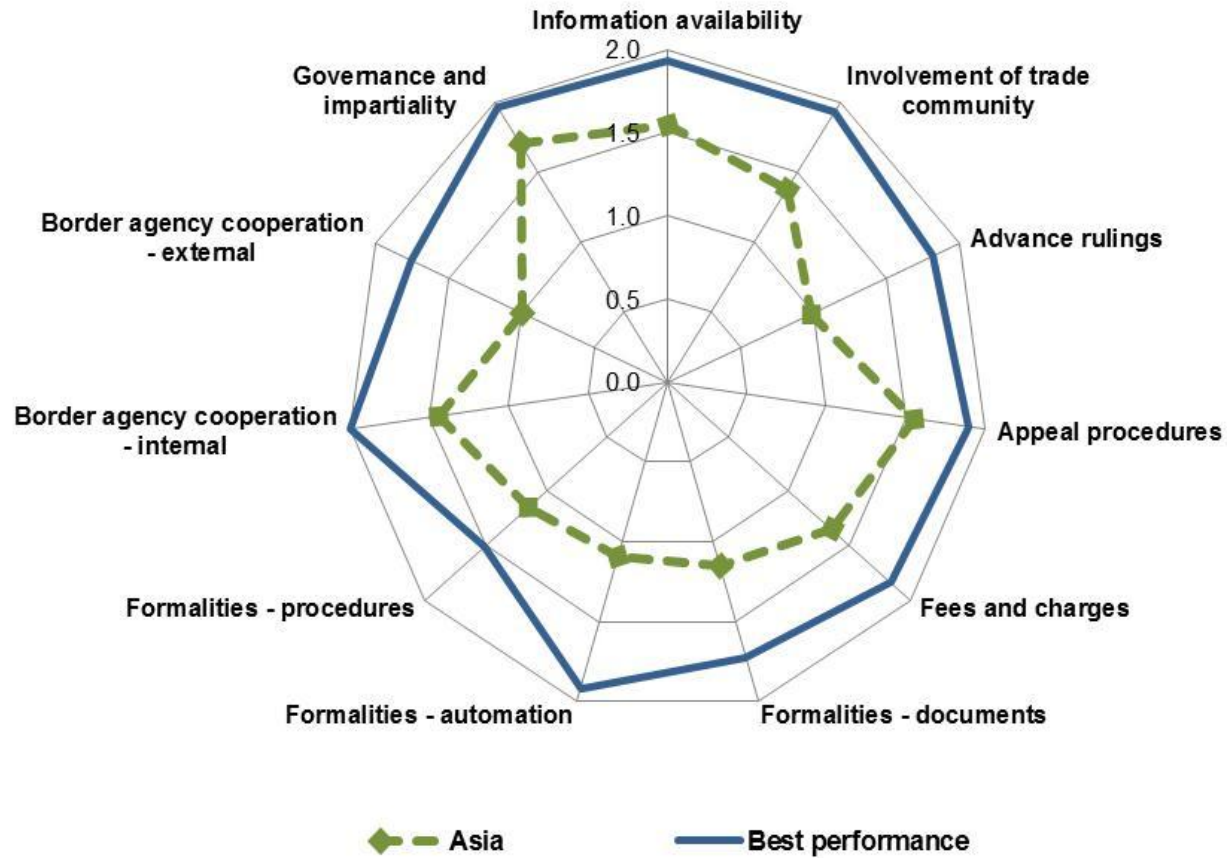 Information availability
2.0
Governance and
impartiality
Involvement of trade
community
1.5
Border agency cooperation
- external
1.0
Advance rulings
0.5
0.0
Border agency cooperation
- internal
Appeal procedures
Formalities - procedures
Fees and charges
Formalities - automation
Formalities - documents
Asia
Best performance